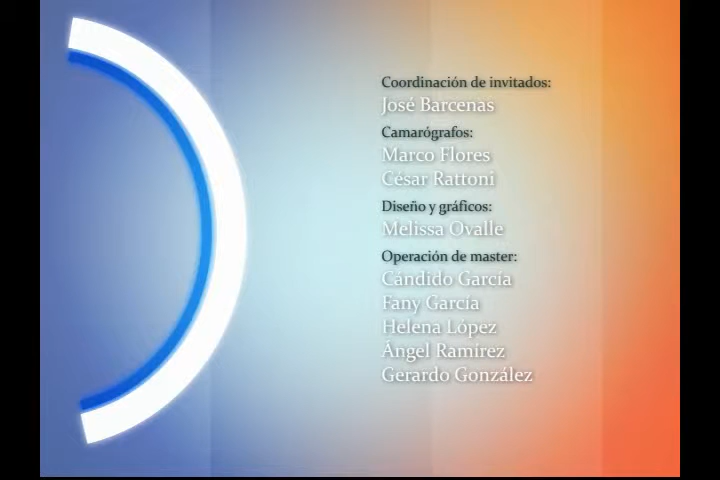 Coordinación de invitados:
José Barcenas
Camarógrafos:
Marco Flores
César Rattoni
Diseño y gráficos:
Melissa Ovalle
Operación de master:
Cándido García
Fany García
Helena López
Ángel Ramírez
Gerardo González